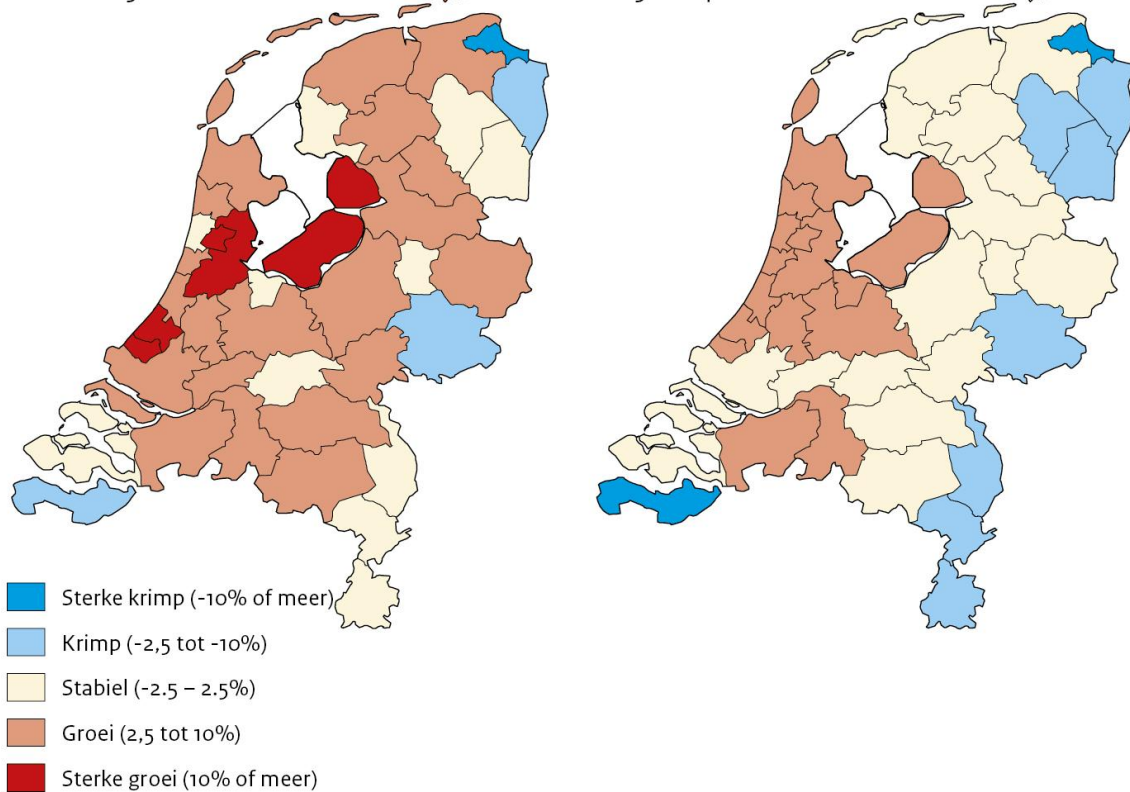 Sterke krimp (-10% of meer)
Krimp (-2,5 tot -10%)
Stabiel (-2.5 – 2.5%)
Groei (2,5 tot 10%)
Sterke groei (10% of meer)